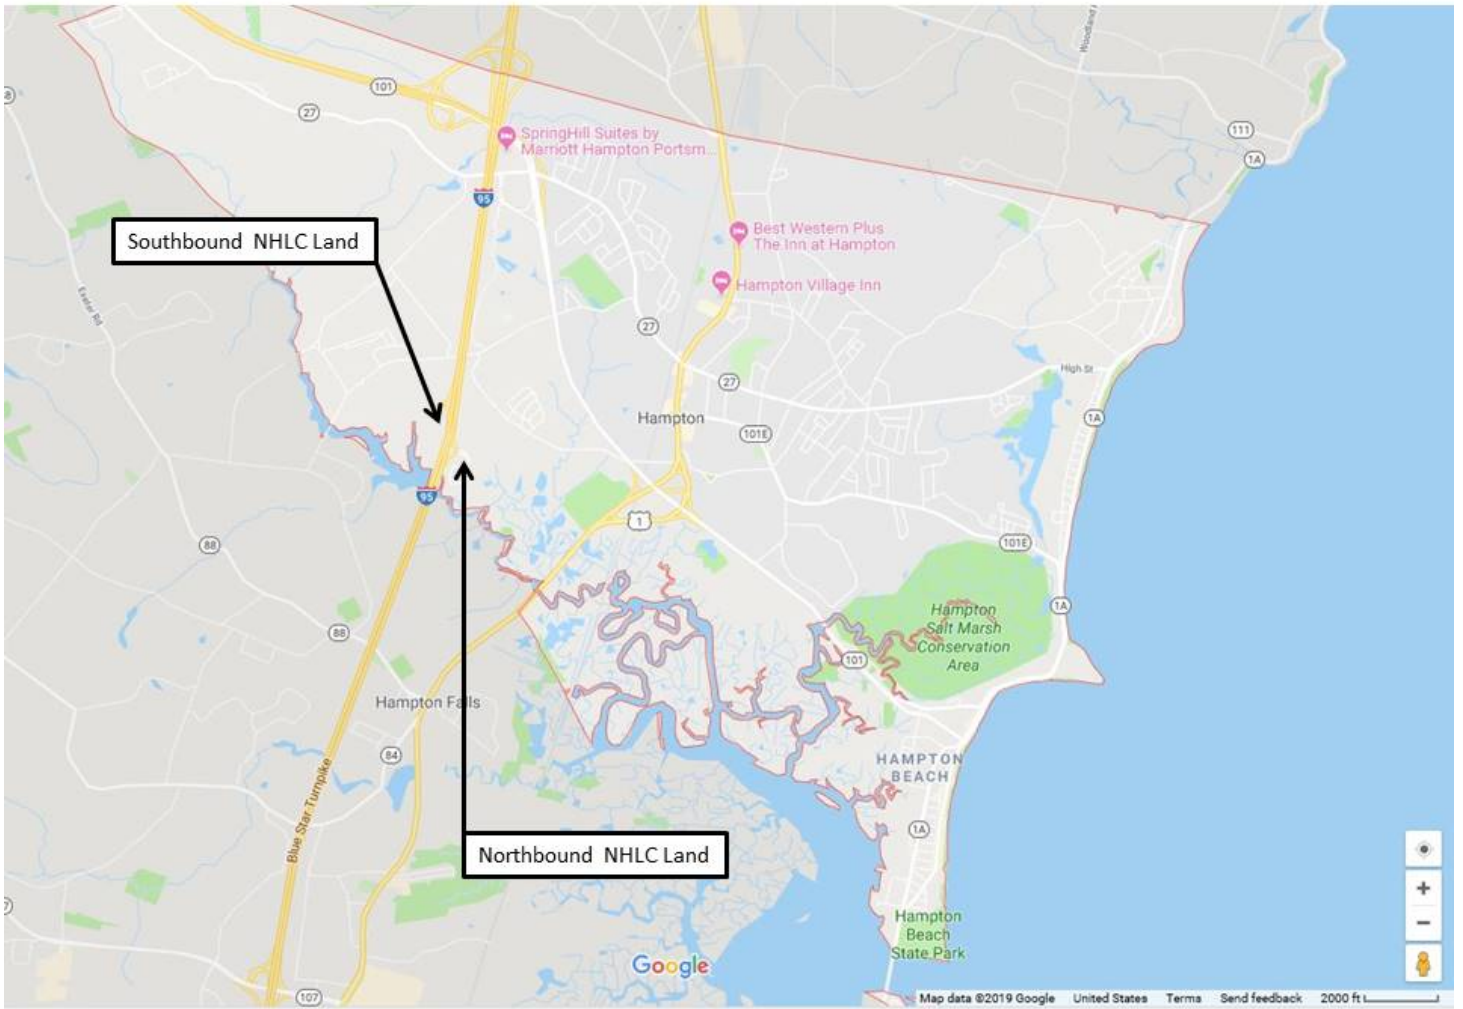 Woodland
101
27
SpringHill Suites by
Marriott Hampton Portsm...
111
1A
95
Southbound NHLC Land
Best Western Plus
The Inn at Hampton
Hampton Village Inn
Exeter Rd
27
High St
27
Hampton
1A
101E
95
1
88
101E
1A
Hampton
Salt Marsh
Conservation
Area
88
101
Hampton Falls
84
HAMPTON
BEACH
Blue Star Turnpike
1A
Northbound NHLC Land
Hampton
Beach
State Park
Google
107
Map data ©2019 Google United States Terms Send feedback 2000 ft
+
−